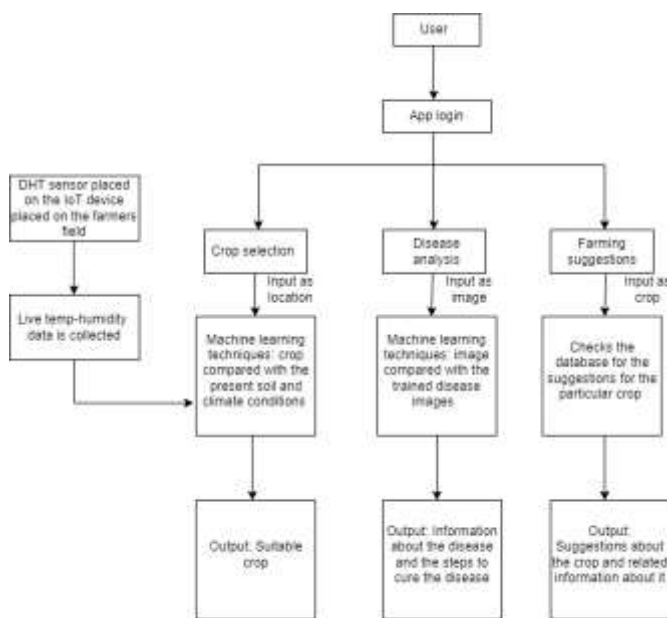 User
App login
DHT sensor placed
on the IoT device
placed on the farmers
field
Crop selection
Disease
analysis
Farming
suggestions
Input as
location
Input as
image
Input as
crop
Live temp-humidity
data is collected
Machine learning
techniques: crop
compared with the
present soil and
climate conditions
Machine learning
techniques: image
compared with the
trained disease
images
Checks the
database for the
suggestions for the
particular crop
Output: Suitable
crop
Output: Information
about the disease
and the steps to
cure the disease
Output:
Suggestions about
the crop and related
information about it